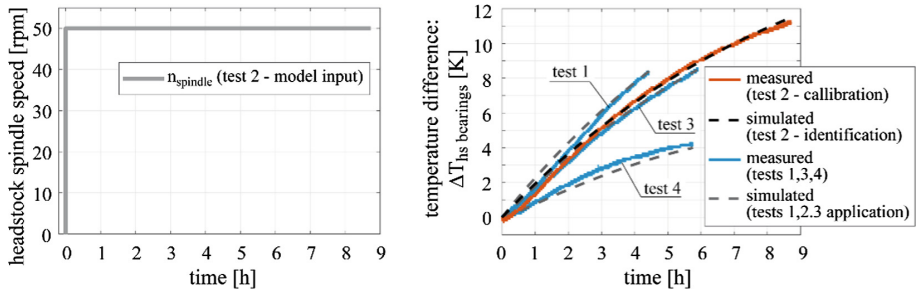 headstock spindle speed [rpm]
60
50
40
30
20
10
0
n_spindle (test 2 - model input)
0 1 2 3 4 5 6 7 8 9
time [h]
temperature difference:
ΔT_hs bearings [K]
12
10
8
6
4
2
0
test 1
test 3
test 4
0 1 2 3 4 5 6 7 8 9
time [h]
measured
(test 2 - callibration)
simulated
(test 2 - identification)
measured
(tests 1,3,4)
simulated
(tests 1,2.3 application)